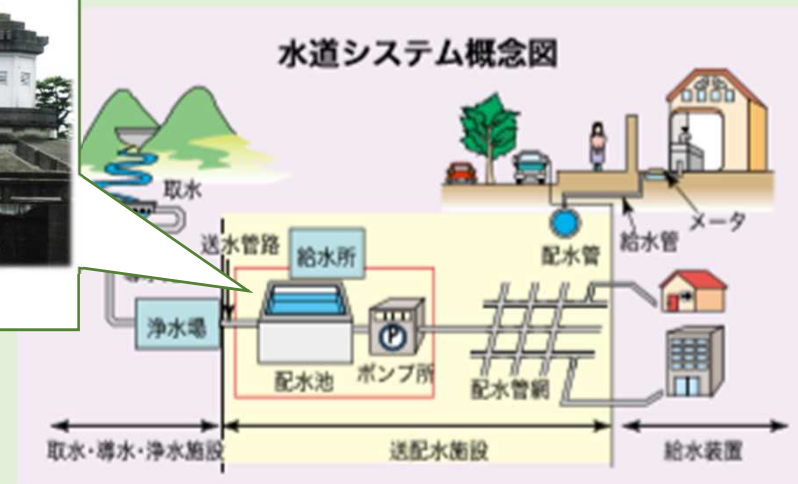 水道システム概念図
取水
送水管路
給水所
浄水場
P
配水池
ポンプ所
配水管網
配水管
給水管
メータ
取水・導水・浄水施設
送配水施設
給水装置